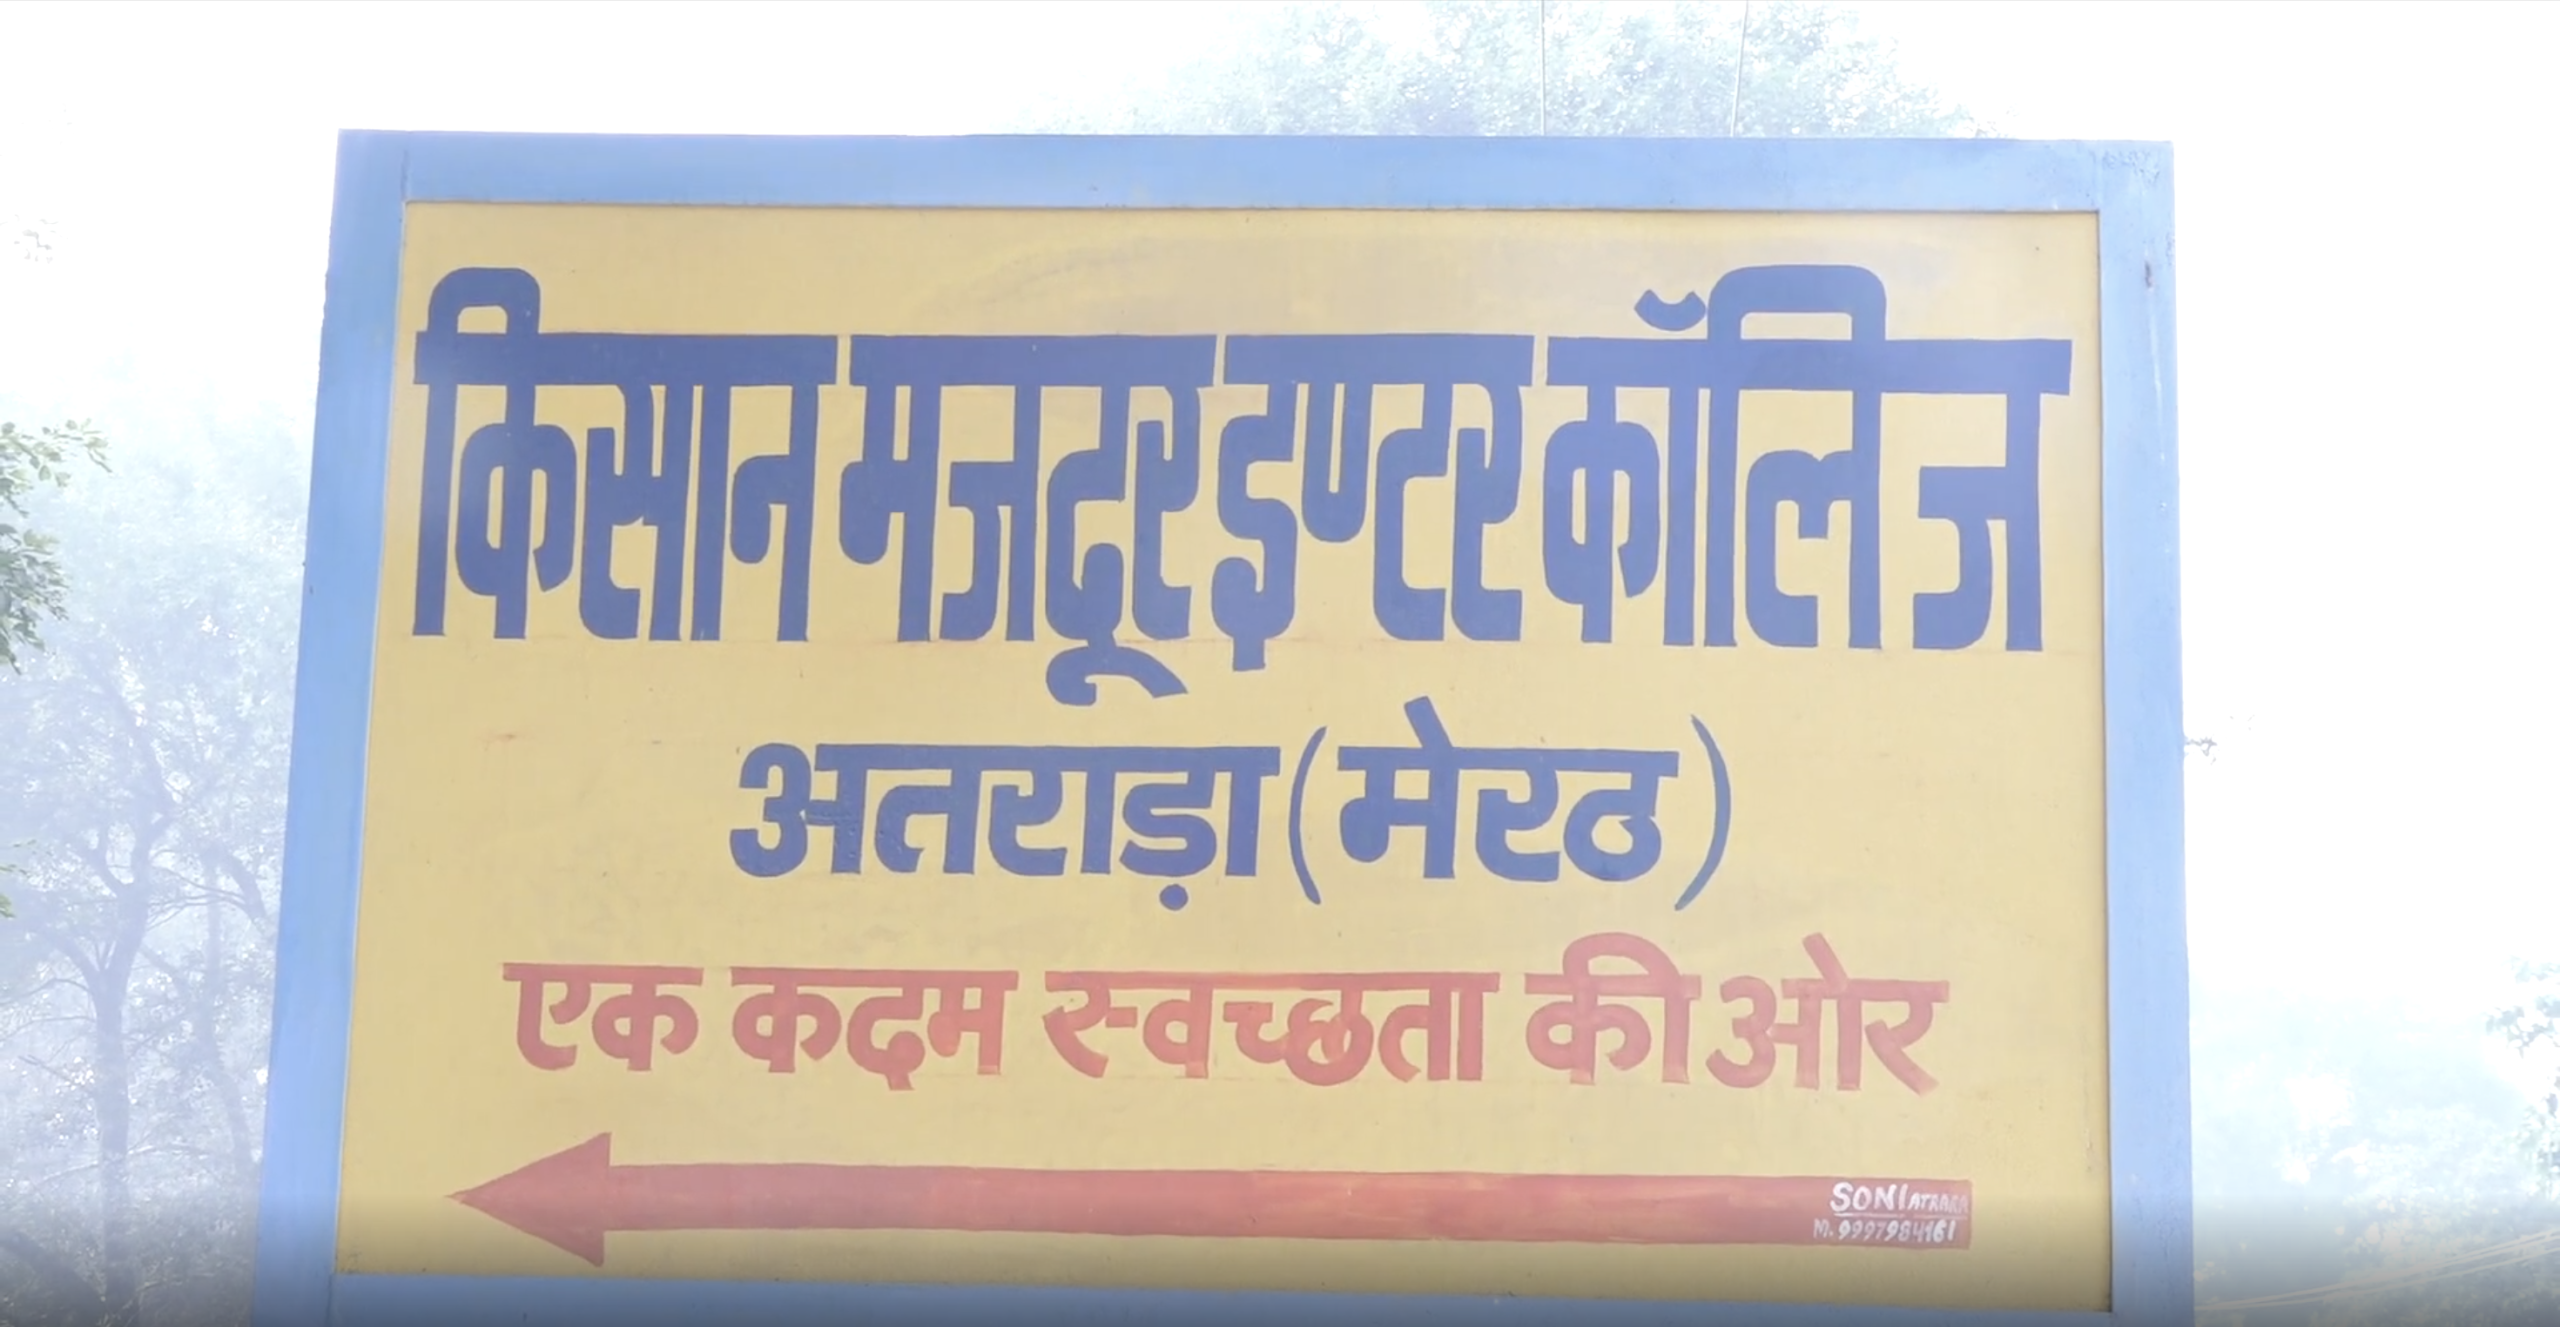 किसान मजदूर इण्टर कॉलिज
अतराड़ा (मेरठ)
एक कदम स्वच्छता की ओर
SONI ATRARA
M. 9997984161